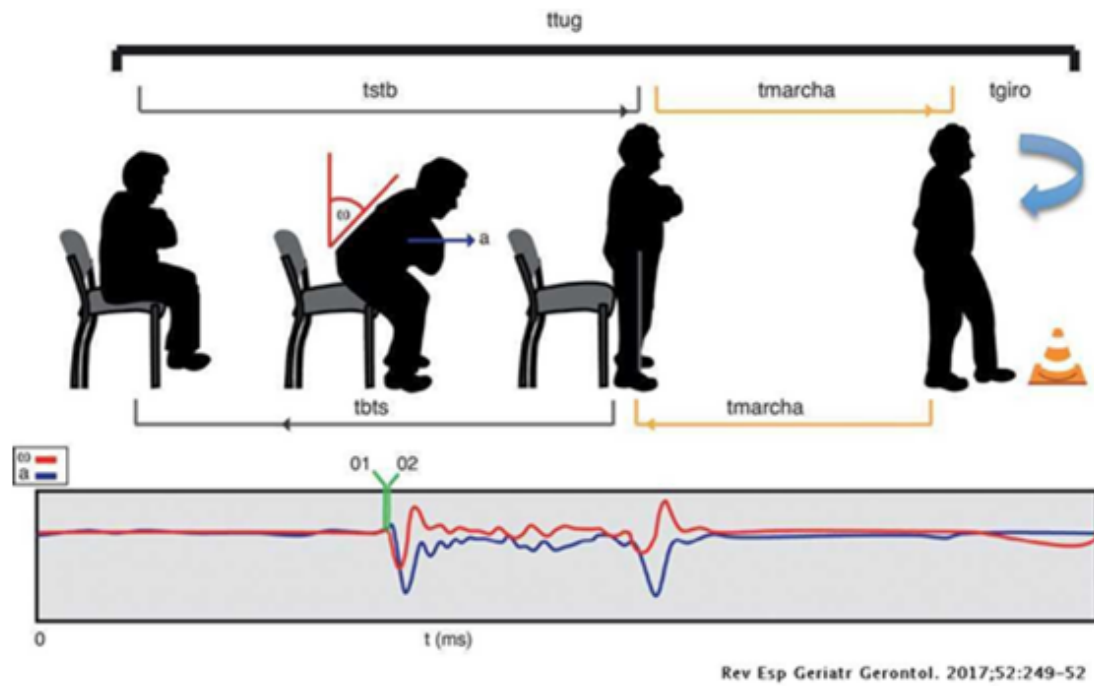 ttug
tstb
tmarcha
tgiro
ω
a
tbts
tmarcha
ω
a
01 02
0
t (ms)
Rev Esp Geriatr Gerontol. 2017;52:249-52